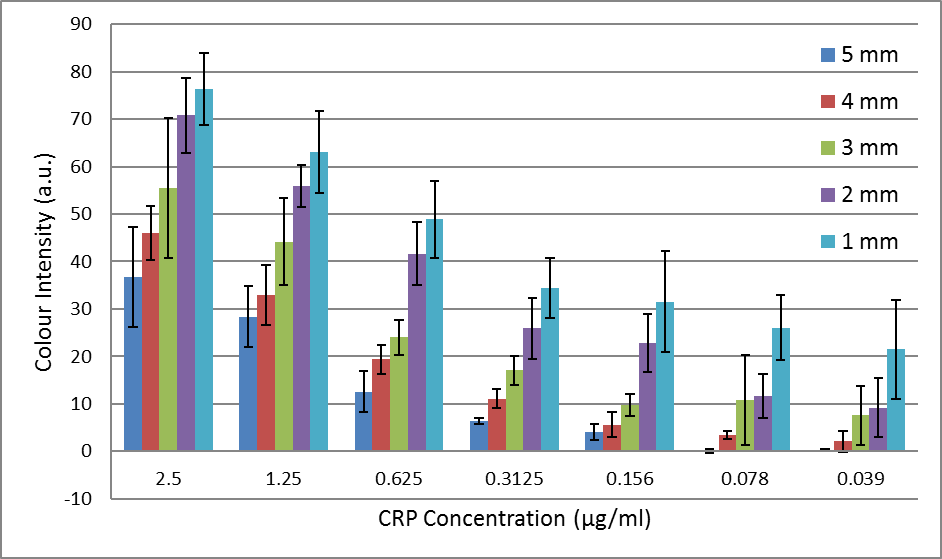 90
80
70
60
50
40
30
20
10
0
-10
Colour Intensity (a.u.)
5 mm
4 mm
3 mm
2 mm
1 mm
2.5 1.25 0.625 0.3125 0.156 0.078 0.039
CRP Concentration (µg/ml)